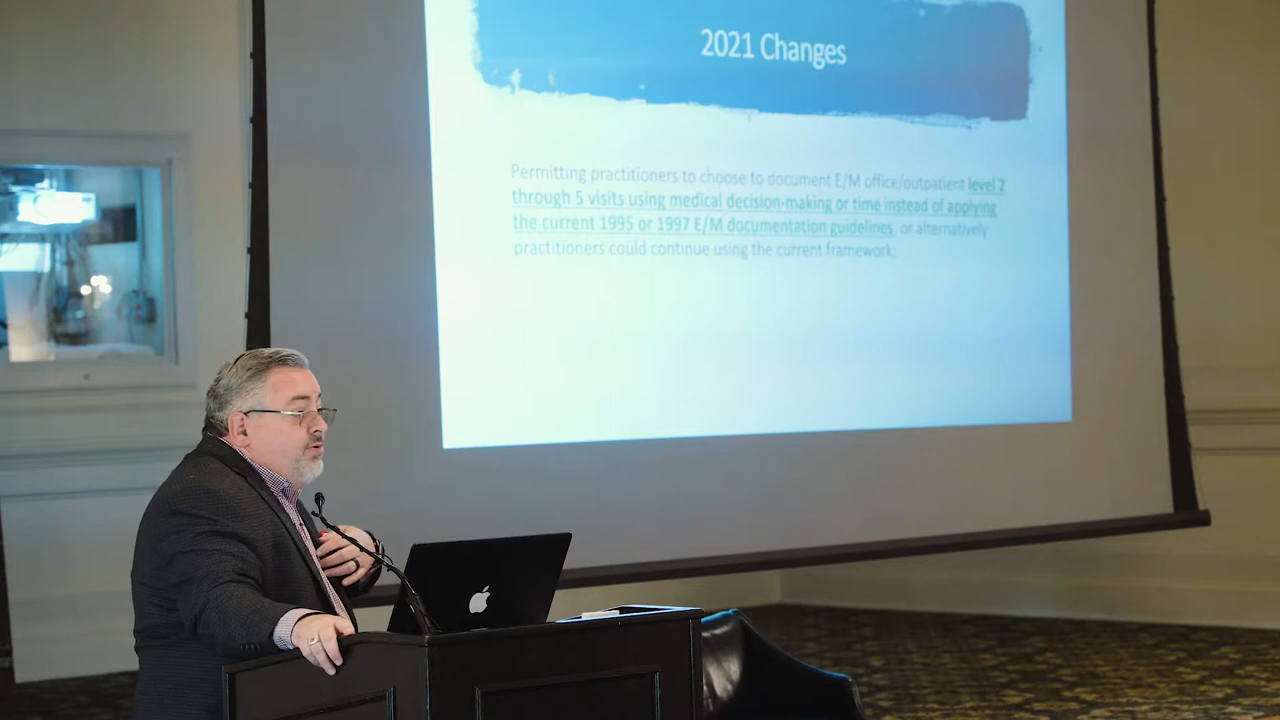 2021 Changes
Permitting practitioners to choose to document E/M office/outpatient level 2
through 5 visits using medical decision-making or time instead of applying
the current 1995 or 1997 E/M documentation guidelines, or alternatively
practitioners could continue using the current framework;